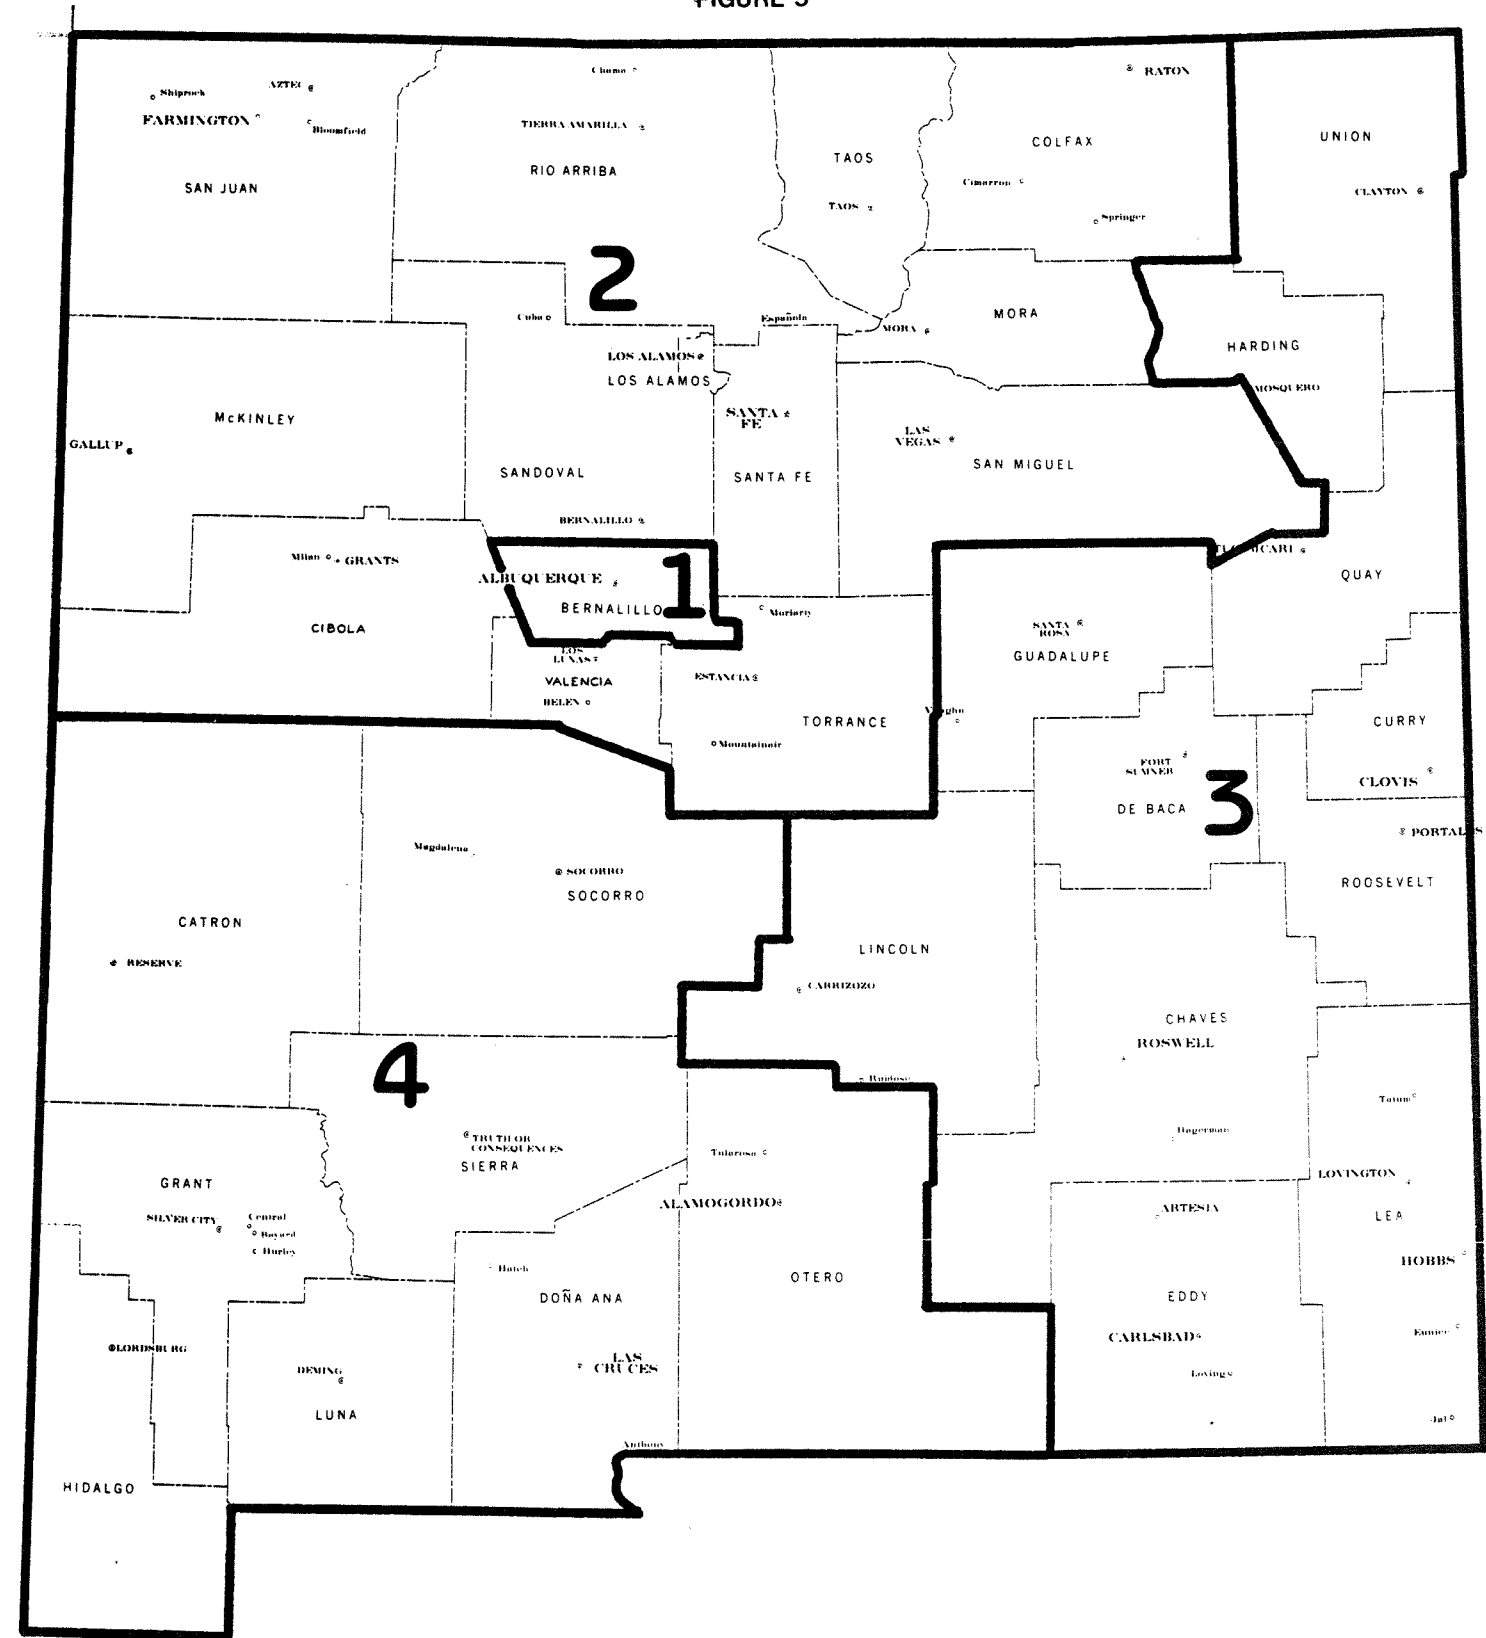 FIGURE 3
Chama
RATON
Shiprock
AZTEC
FARMINGTON
Bloomfield
TIERRA AMARILLA
UNION
COLFAX
TAOS
RIO ARRIBA
SAN JUAN
Cimarron
CLAYTON
TAOS
Springer
2
Cuba
Española
MORA
MORA
HARDING
LOS ALAMOS
LOS ALAMOS
MOSQUERO
McKINLEY
SANTA
FE
GALLUP
LAS
VEGAS
SANDOVAL
SANTA FE
SAN MIGUEL
BERNALILLO
Milan
GRANTS
ALBUQUERQUE
1
BERNALILLO
QUAY
Moriarty
CIBOLA
SANTA
ROSA
GUADALUPE
LOS
LUNAS
VALENCIA
ESTANCIA
BELEN
Vaughn
TORRANCE
CURRY
Mountainair
FORT
SUMNER
3
CLOVIS
DE BACA
PORTALES
Magdalena
SOCORRO
SOCORRO
ROOSEVELT
CATRON
LINCOLN
RESERVE
CARRIZOZO
CHAVES
ROSWELL
4
Ruidoso
Tatum
TRUTH OR
CONSEQUENCES
SIERRA
Hagerman
Tularosa
GRANT
LOVINGTON
ALAMOGORDO
ARTESIA
SILVER CITY
Central
Bayard
Hurley
LEA
HOBBS
Hatch
DOÑA ANA
OTERO
EDDY
LORDSBURG
CARLSBAD
Eunice
DEMING
LAS
CRUCES
Loving
LUNA
Jal
Anthony
HIDALGO